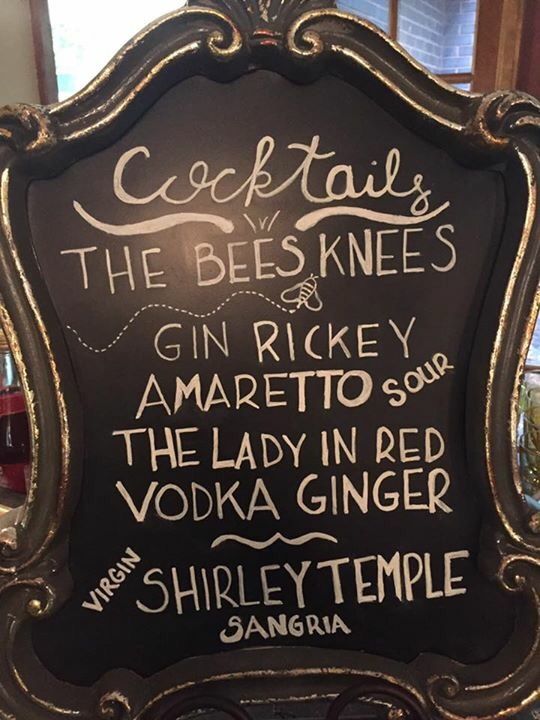 Cocktails
THE BEES KNEES
GIN RICKEY
AMARETTO SOUR
THE LADY IN RED
VODKA GINGER
VIRGIN SHIRLEY TEMPLE
SANGRIA